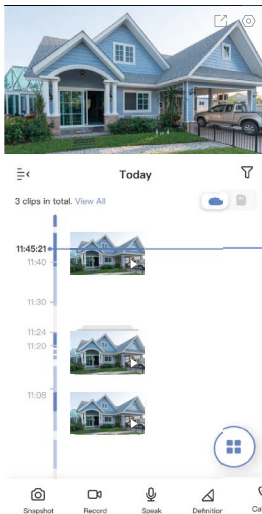 Today
3 clips in total. View All
11:45:21
11:40
11:30
11:24
11:20
11:08
Snapshot
Record
Speak
Definition